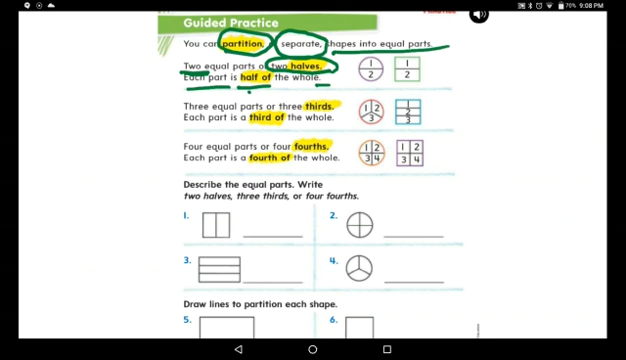 70% 9:08 PM
Guided Practice
You can partition, separate, shapes into equal parts.
Two equal parts or two halves.
Each part is half of the whole.
1
2
1
2
Three equal parts or three thirds.
Each part is a third of the whole.
1 2
3
1
2
3
Four equal parts or four fourths.
Each part is a fourth of the whole.
1 2
3 4
1 2
3 4
Describe the equal parts. Write
two halves, three thirds, or four fourths.
1.
2.
3.
4.
Draw lines to partition each shape.
5.
6.